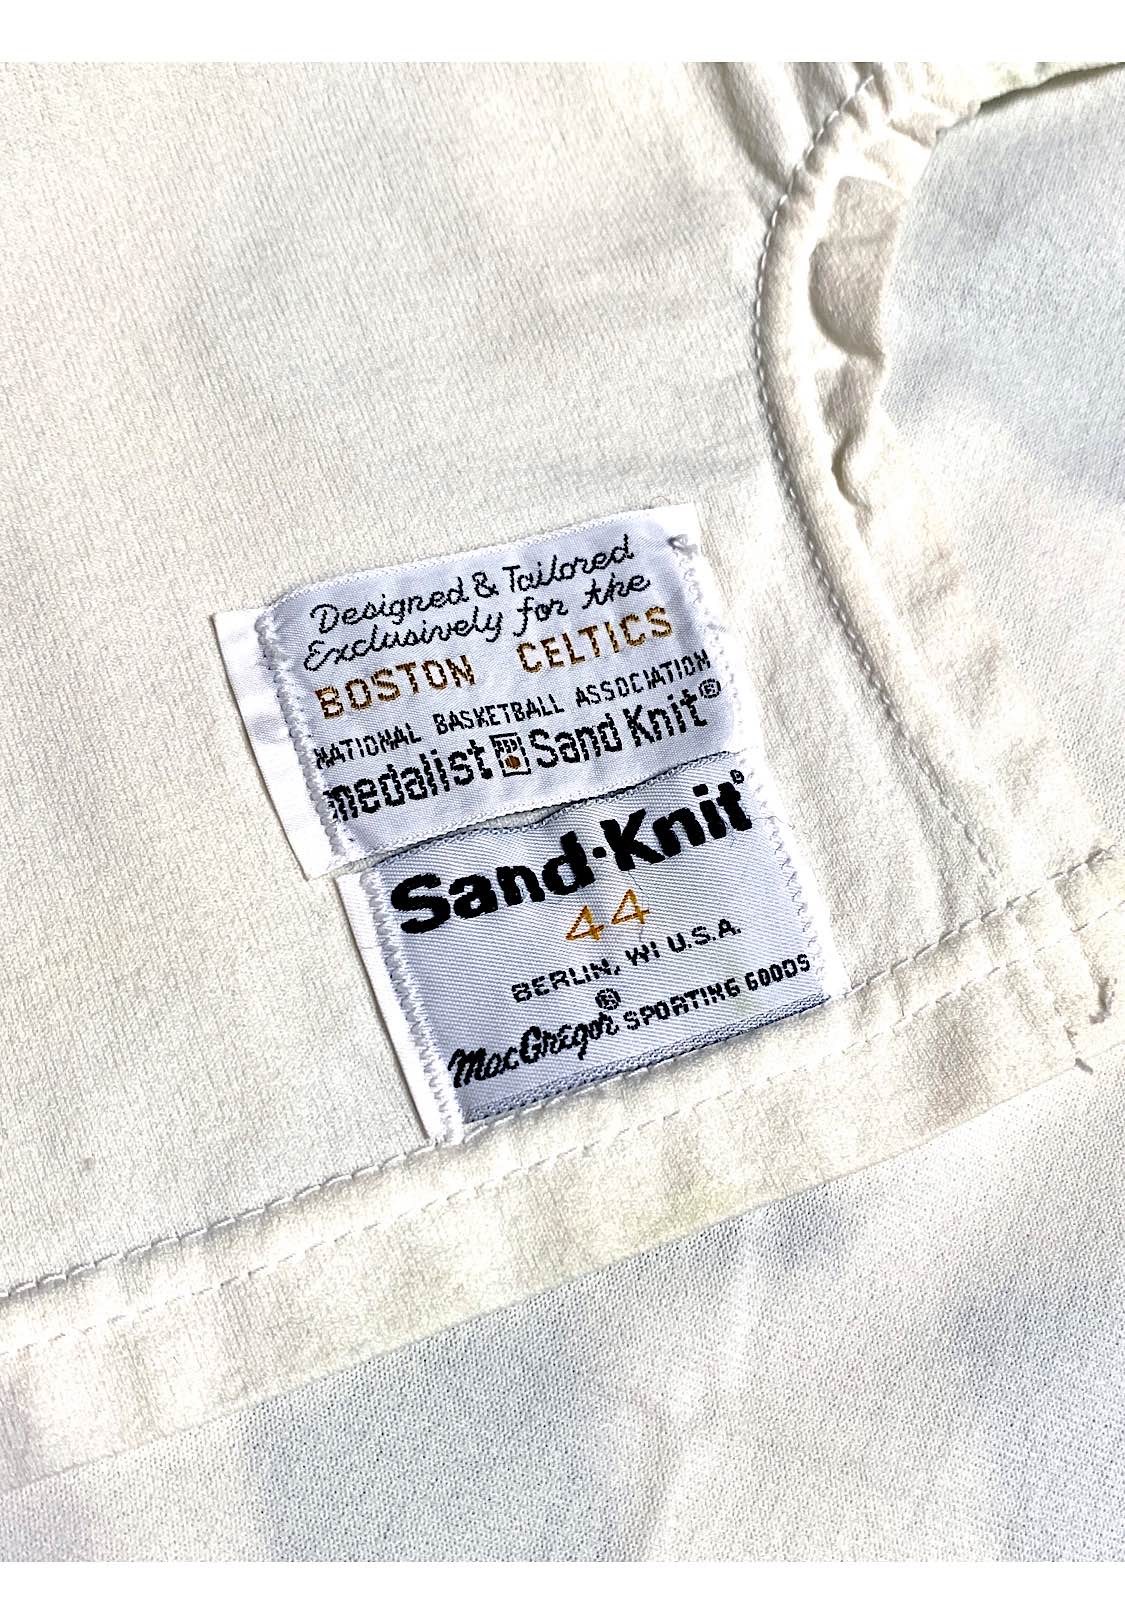 Designed & Tailored
Exclusively for the
BOSTON CELTICS
NATIONAL BASKETBALL ASSOCIATION
medalist Sand Knit®
Sand·Knit®
44
BERLIN, WI U.S.A.
®
MacGregor SPORTING GOODS